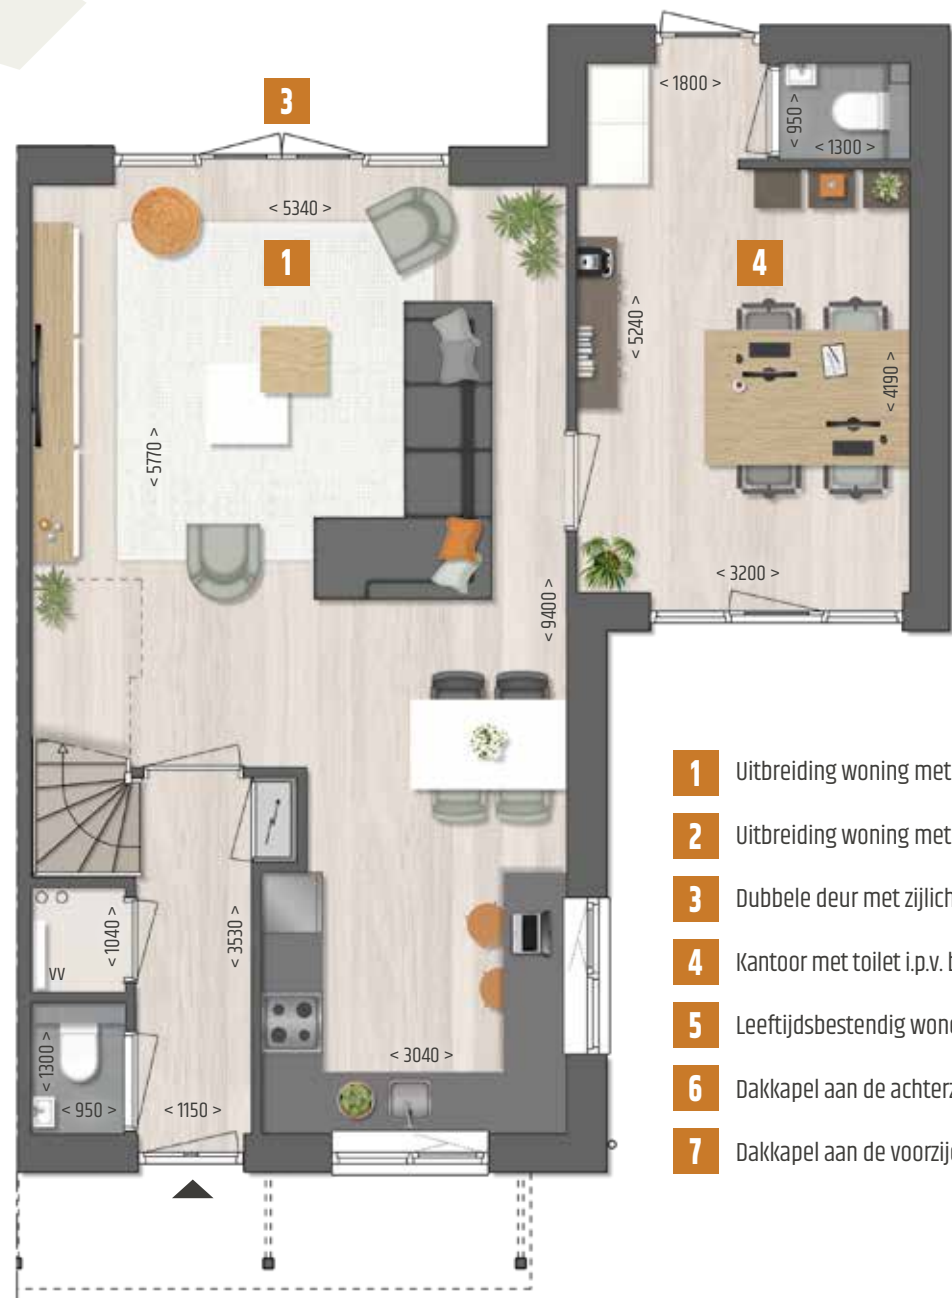 3
< 1800 >
< 950 >
< 1300 >
< 5340 >
1
4
< 5240 >
< 4190 >
< 5770 >
< 3200 >
< 9400 >
1 Uitbreiding woning met
2 Uitbreiding woning met
3 Dubbele deur met zijlich
4 Kantoor met toilet i.p.v.
5 Leeftijdsbestendig won
6 Dakkapel aan de achter
7 Dakkapel aan de voorzij
< 1040 >
< 3530 >
VV
< 1300 >
< 3040 >
< 950 >
< 1150 >